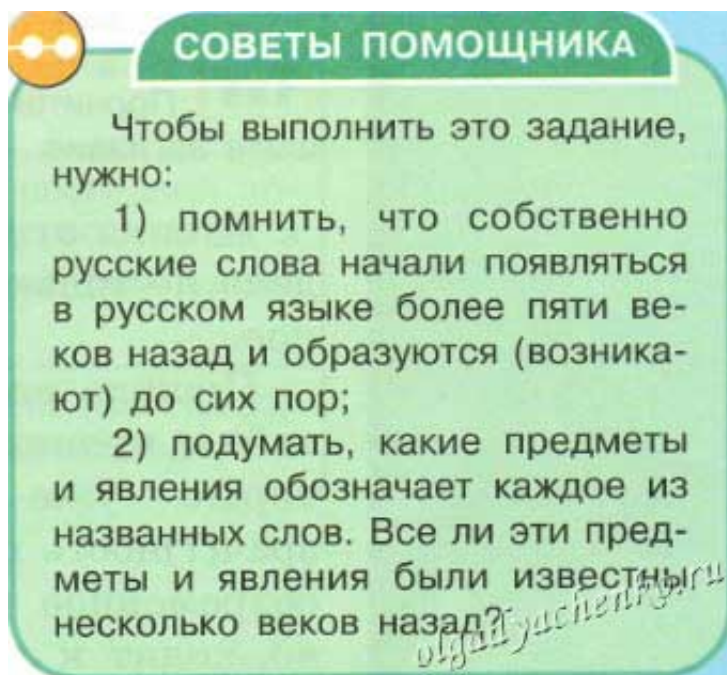 СОВЕТЫ ПОМОЩНИКА
Чтобы выполнить это задание,
нужно:
1) помнить, что собственно
русские слова начали появляться
в русском языке более пяти ве-
ков назад и образуются (возника-
ют) до сих пор;
2) подумать, какие предметы
и явления обозначает каждое из
названных слов. Все ли эти пред-
меты и явления были известны
несколько веков назад?
olgadyachenko.ru